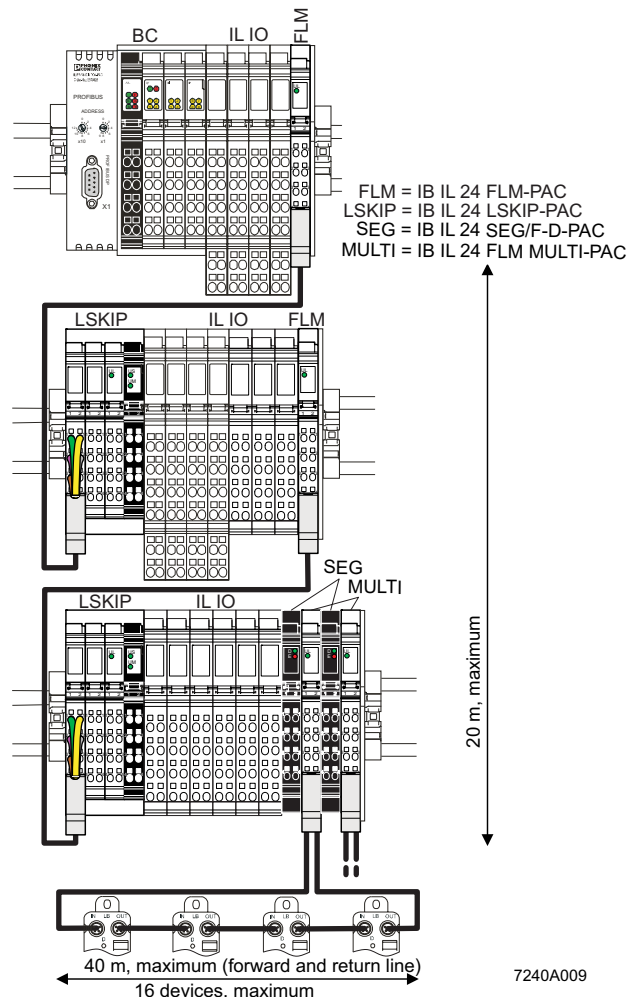 BC
IL IO
FLM
PROFIBUS
ADDRESS
x10
x1
X1
FLM = IB IL 24 FLM-PAC
LSKIP = IB IL 24 LSKIP-PAC
SEG = IB IL 24 SEG/F-D-PAC
MULTI = IB IL 24 FLM MULTI-PAC
LSKIP
IL IO
FLM
SEG
MULTI
LSKIP
IL IO
20 m, maximum
IN LB OUT
IN LB OUT
IN LB OUT
IN LB OUT
D
D
D
D
40 m, maximum (forward and return line)
16 devices, maximum
7240A009